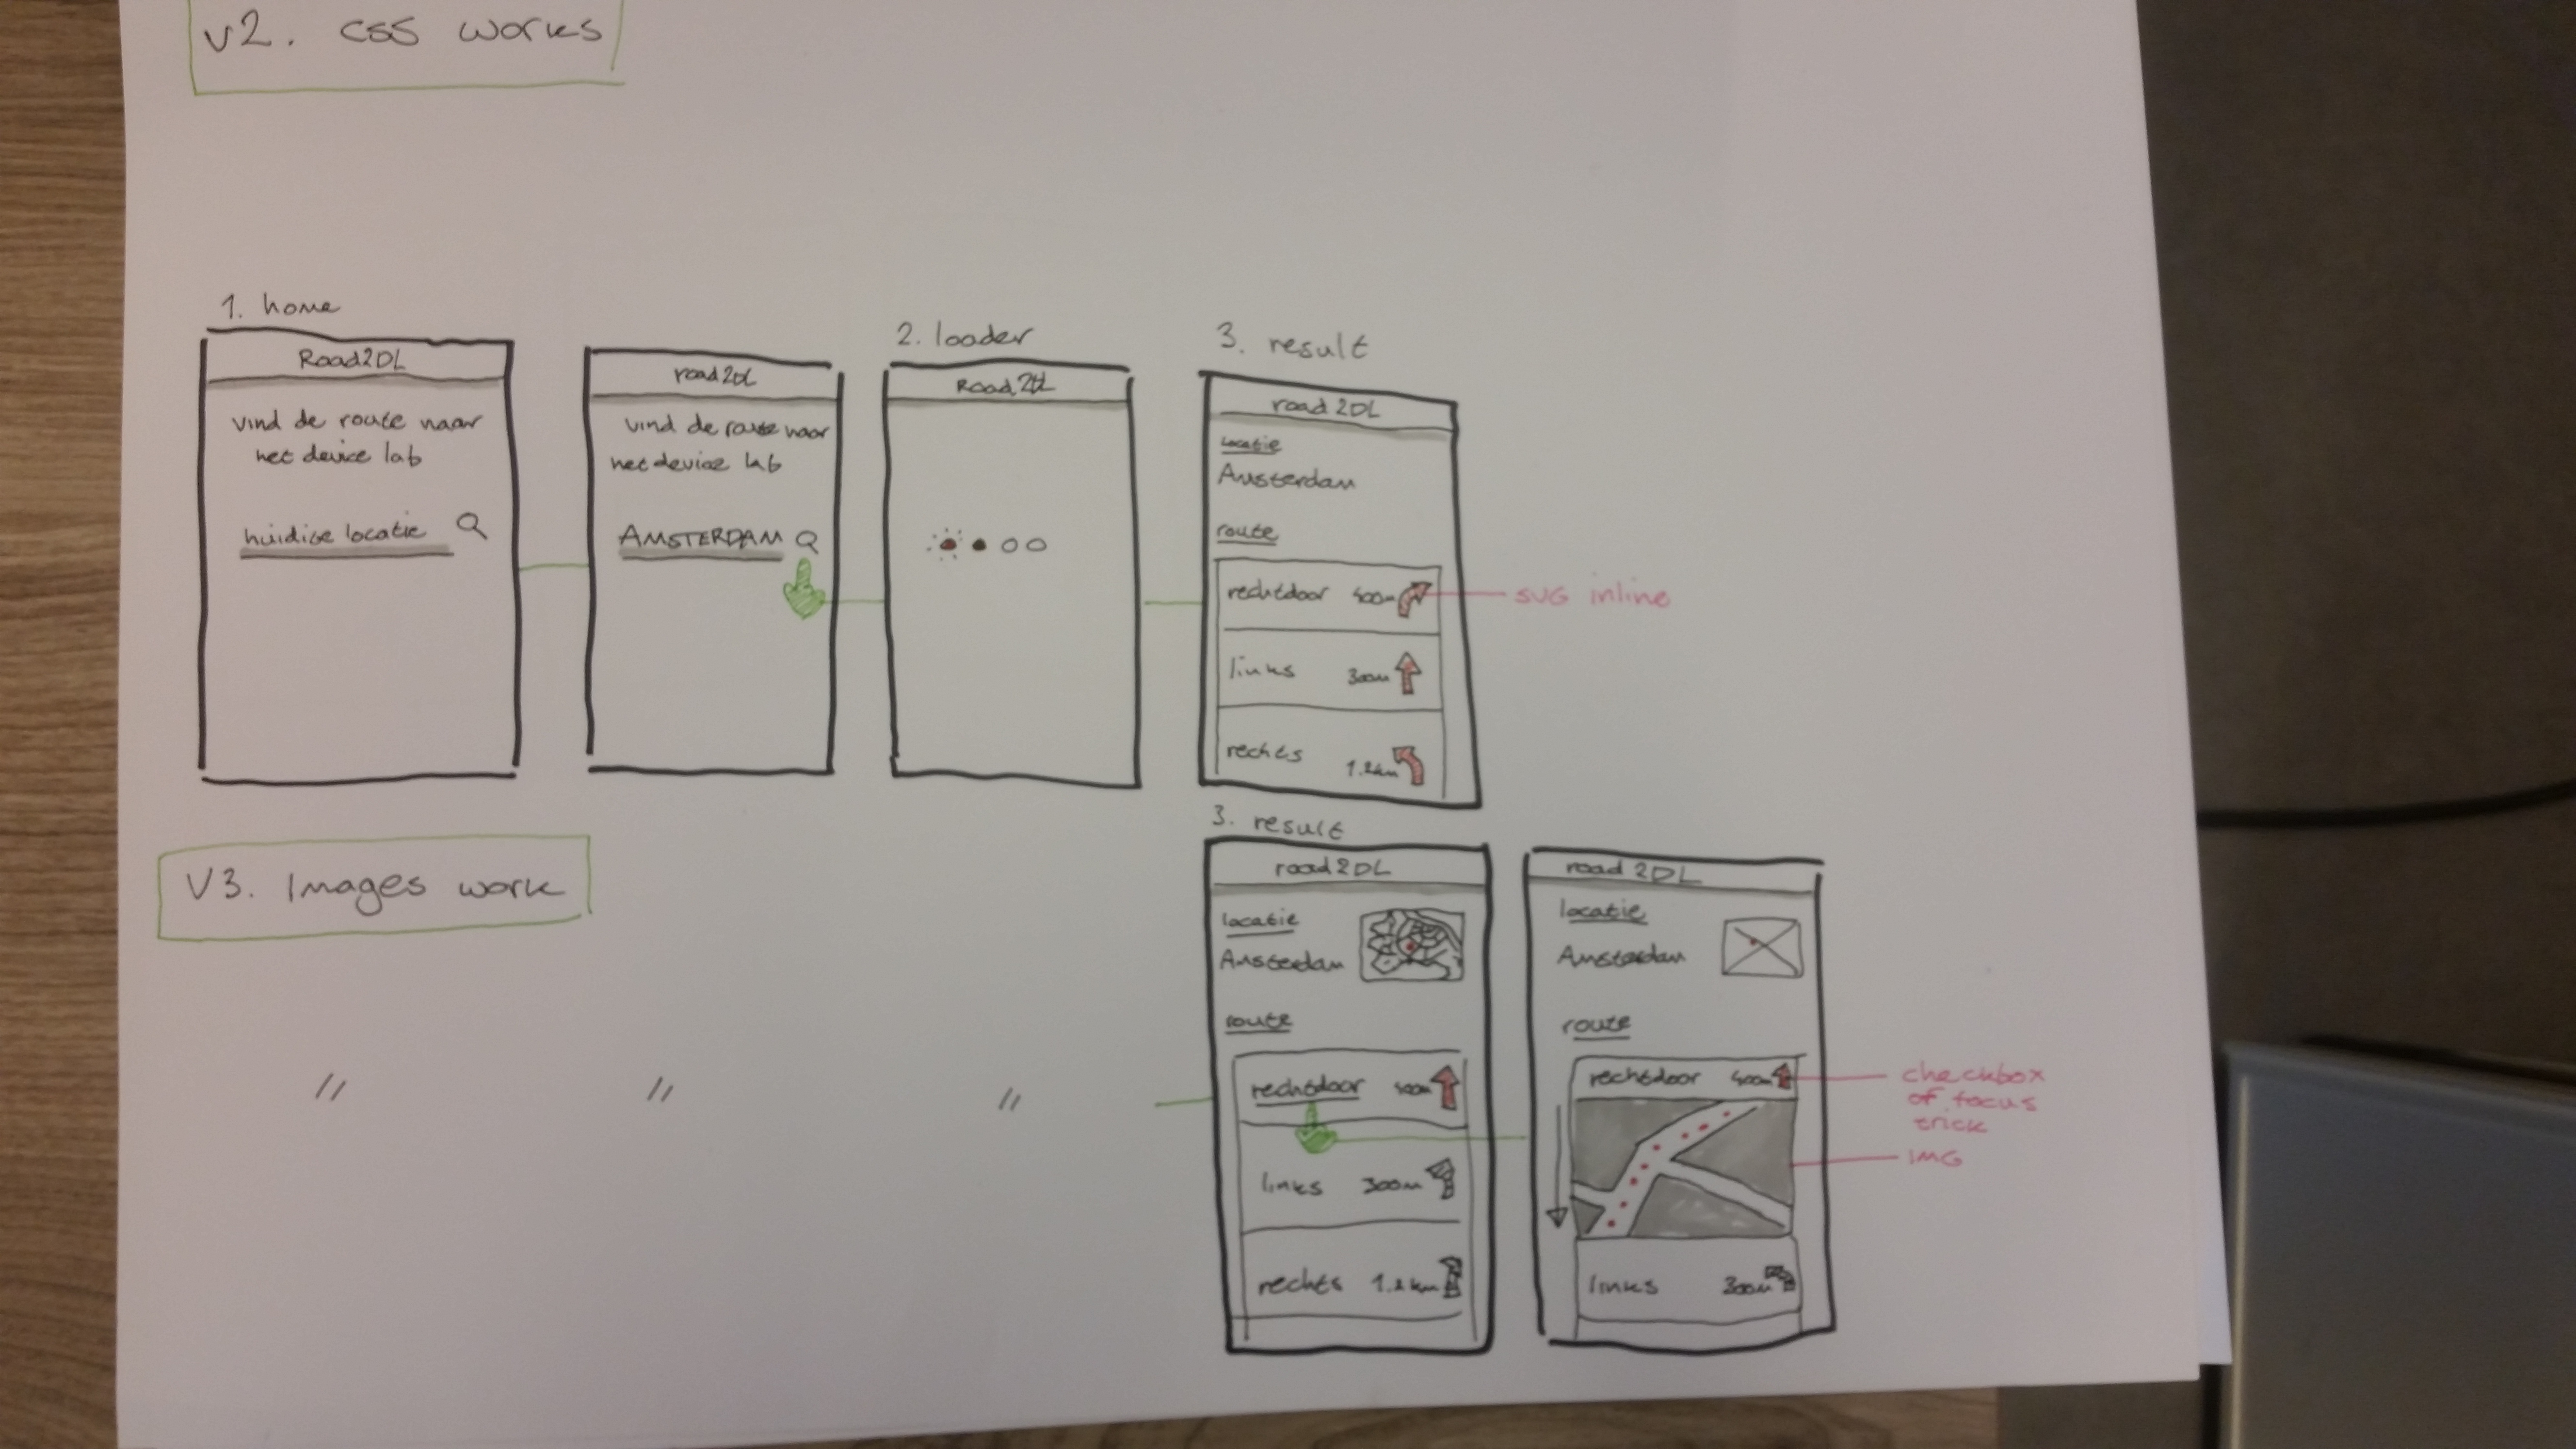 V2. CSS works
1. home
Road2DL
vind de route naar
het device lab
huidige locatie
road2dL
vind de route naar
het device lab
AMSTERDAM
2. loader
Road2dL
3. result
road2DL
locatie
Amsterdam
route
rechtdoor 400m
links 300m
rechts 1.2km
SVG inline
V3. Images work
//
//
//
3. result
road2DL
locatie
Amsterdam
route
rechtdoor 400m
links 300m
rechts 1.2km
road2DL
locatie
Amsterdam
route
rechtdoor 400m
links 300m
checkbox
of focus
trick
IMG